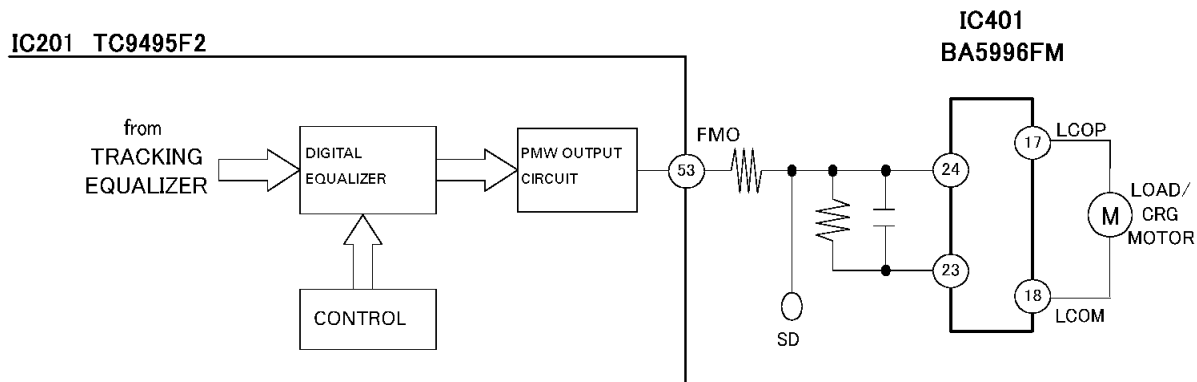 IC201 TC9495F2
IC401
BA5996FM
from
TRACKING
EQUALIZER
DIGITAL
EQUALIZER
PMW OUTPUT
CIRCUIT
53
FMO
24
17
LCOP
LOAD/
CRG
MOTOR
M
23
18
LCOM
CONTROL
SD